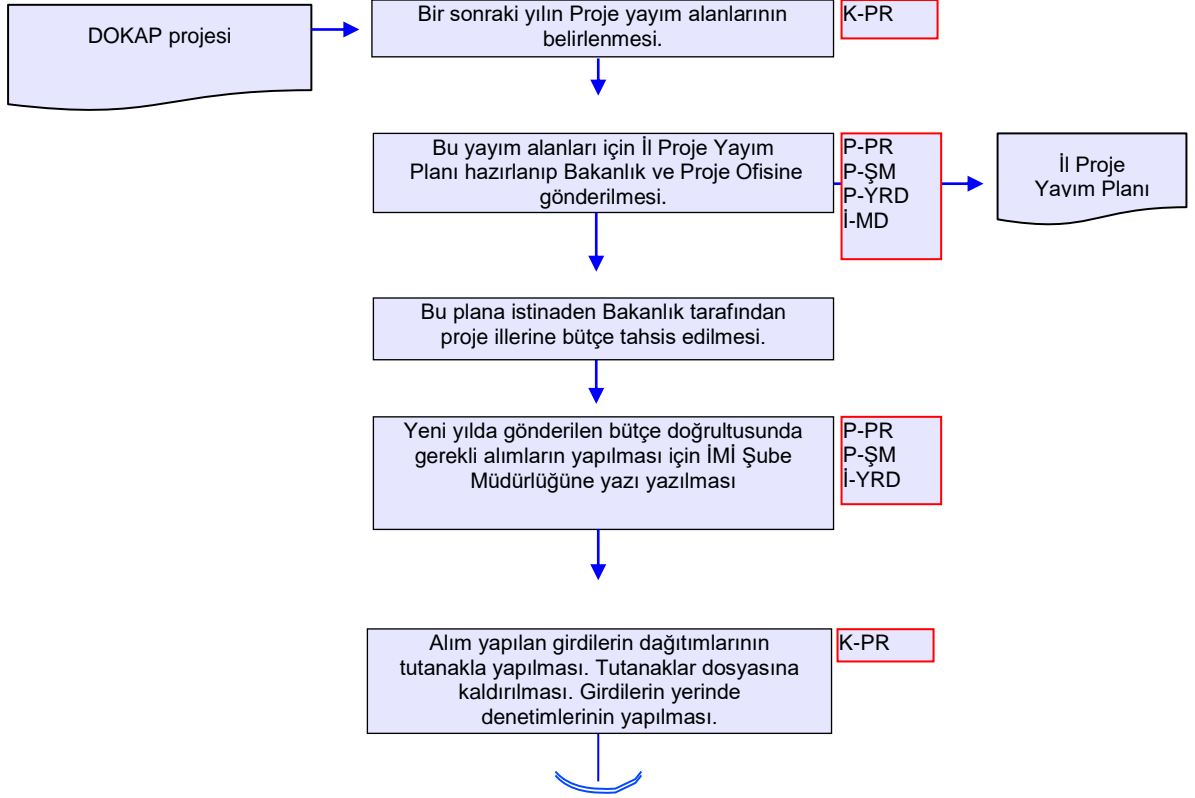 DOKAP projesi
Bir sonraki yılın Proje yayım alanlarının
belirlenmesi.
K-PR
Bu yayım alanları için İl Proje Yayım
Planı hazırlanıp Bakanlık ve Proje Ofisine
gönderilmesi.
P-PR
P-ŞM
P-YRD
İ-MD
İl Proje
Yayım Planı
Bu plana istinaden Bakanlık tarafından
proje illerine bütçe tahsis edilmesi.
Yeni yılda gönderilen bütçe doğrultusunda
gerekli alımların yapılması için İMİ Şube
Müdürlüğüne yazı yazılması
P-PR
P-ŞM
İ-YRD
Alım yapılan girdilerin dağıtımlarının
tutanakla yapılması. Tutanaklar dosyasına
kaldırılması. Girdilerin yerinde
denetimlerinin yapılması.
K-PR